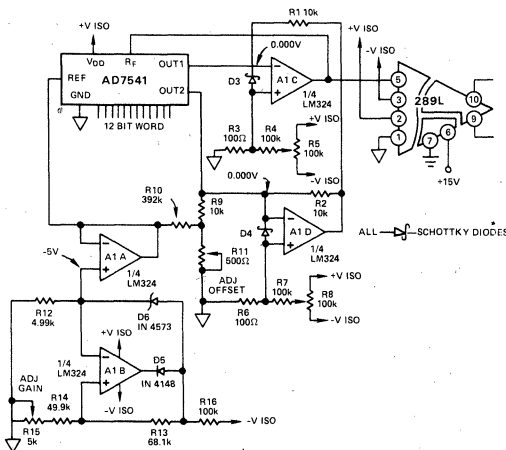 +V ISO
R1 10k
0.000V
+V ISO
-V ISO
VDD RF OUT1
REF AD7541 OUT2
GND
12 BIT WORD
D3
-
+
A1C
1/4
LM324
5
3
2
1
289L
7
6
10
9
+15V
R3
100Ω
R4
100k
+V ISO
R5
100k
-V ISO
0.000V
R10
392k
R9
10k
R2
10k
D4
-
+
A1D
1/4
LM324
ALL SCHOTTKY DIODES
-
+
A1A
1/4
LM324
-5V
R11
500Ω
ADJ
OFFSET
R6
100Ω
R7
100k
+V ISO
R8
100k
-V ISO
R12
4.99k
D6
IN 4573
+V ISO
1/4
LM324
-
+
A1B
D5
IN 4148
-V ISO
ADJ
GAIN
R14
49.9k
R15
5k
R13
68.1k
R16
100k
-V ISO